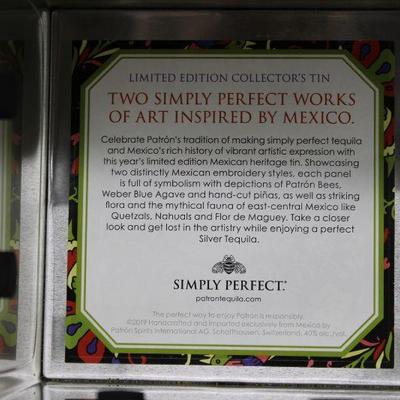 LIMITED EDITION COLLECTOR'S TIN
TWO SIMPLY PERFECT WORKS
OF ART INSPIRED BY MEXICO.
Celebrate Patrón's tradition of making simply perfect tequila
and Mexico's rich history of vibrant artistic expression with
this year's limited edition Mexican heritage tin. Showcasing
two distinctly Mexican embroidery styles, each panel
is full of symbolism with depictions of Patrón Bees,
Weber Blue Agave and hand-cut piñas, as well as striking
flora and the mythical fauna of east-central Mexico like
Quetzals, Nahuals and Flor de Maguey. Take a closer
look and get lost in the artistry while enjoying a perfect
Silver Tequila.
SIMPLY PERFECT.
patrontequila.com
The perfect way to enjoy Patrón is responsibly.
©2019 Handcrafted and imported exclusively from Mexico by
Patrón Spirits International AG, Schaffhausen, Switzerland. 40% alc./vol.